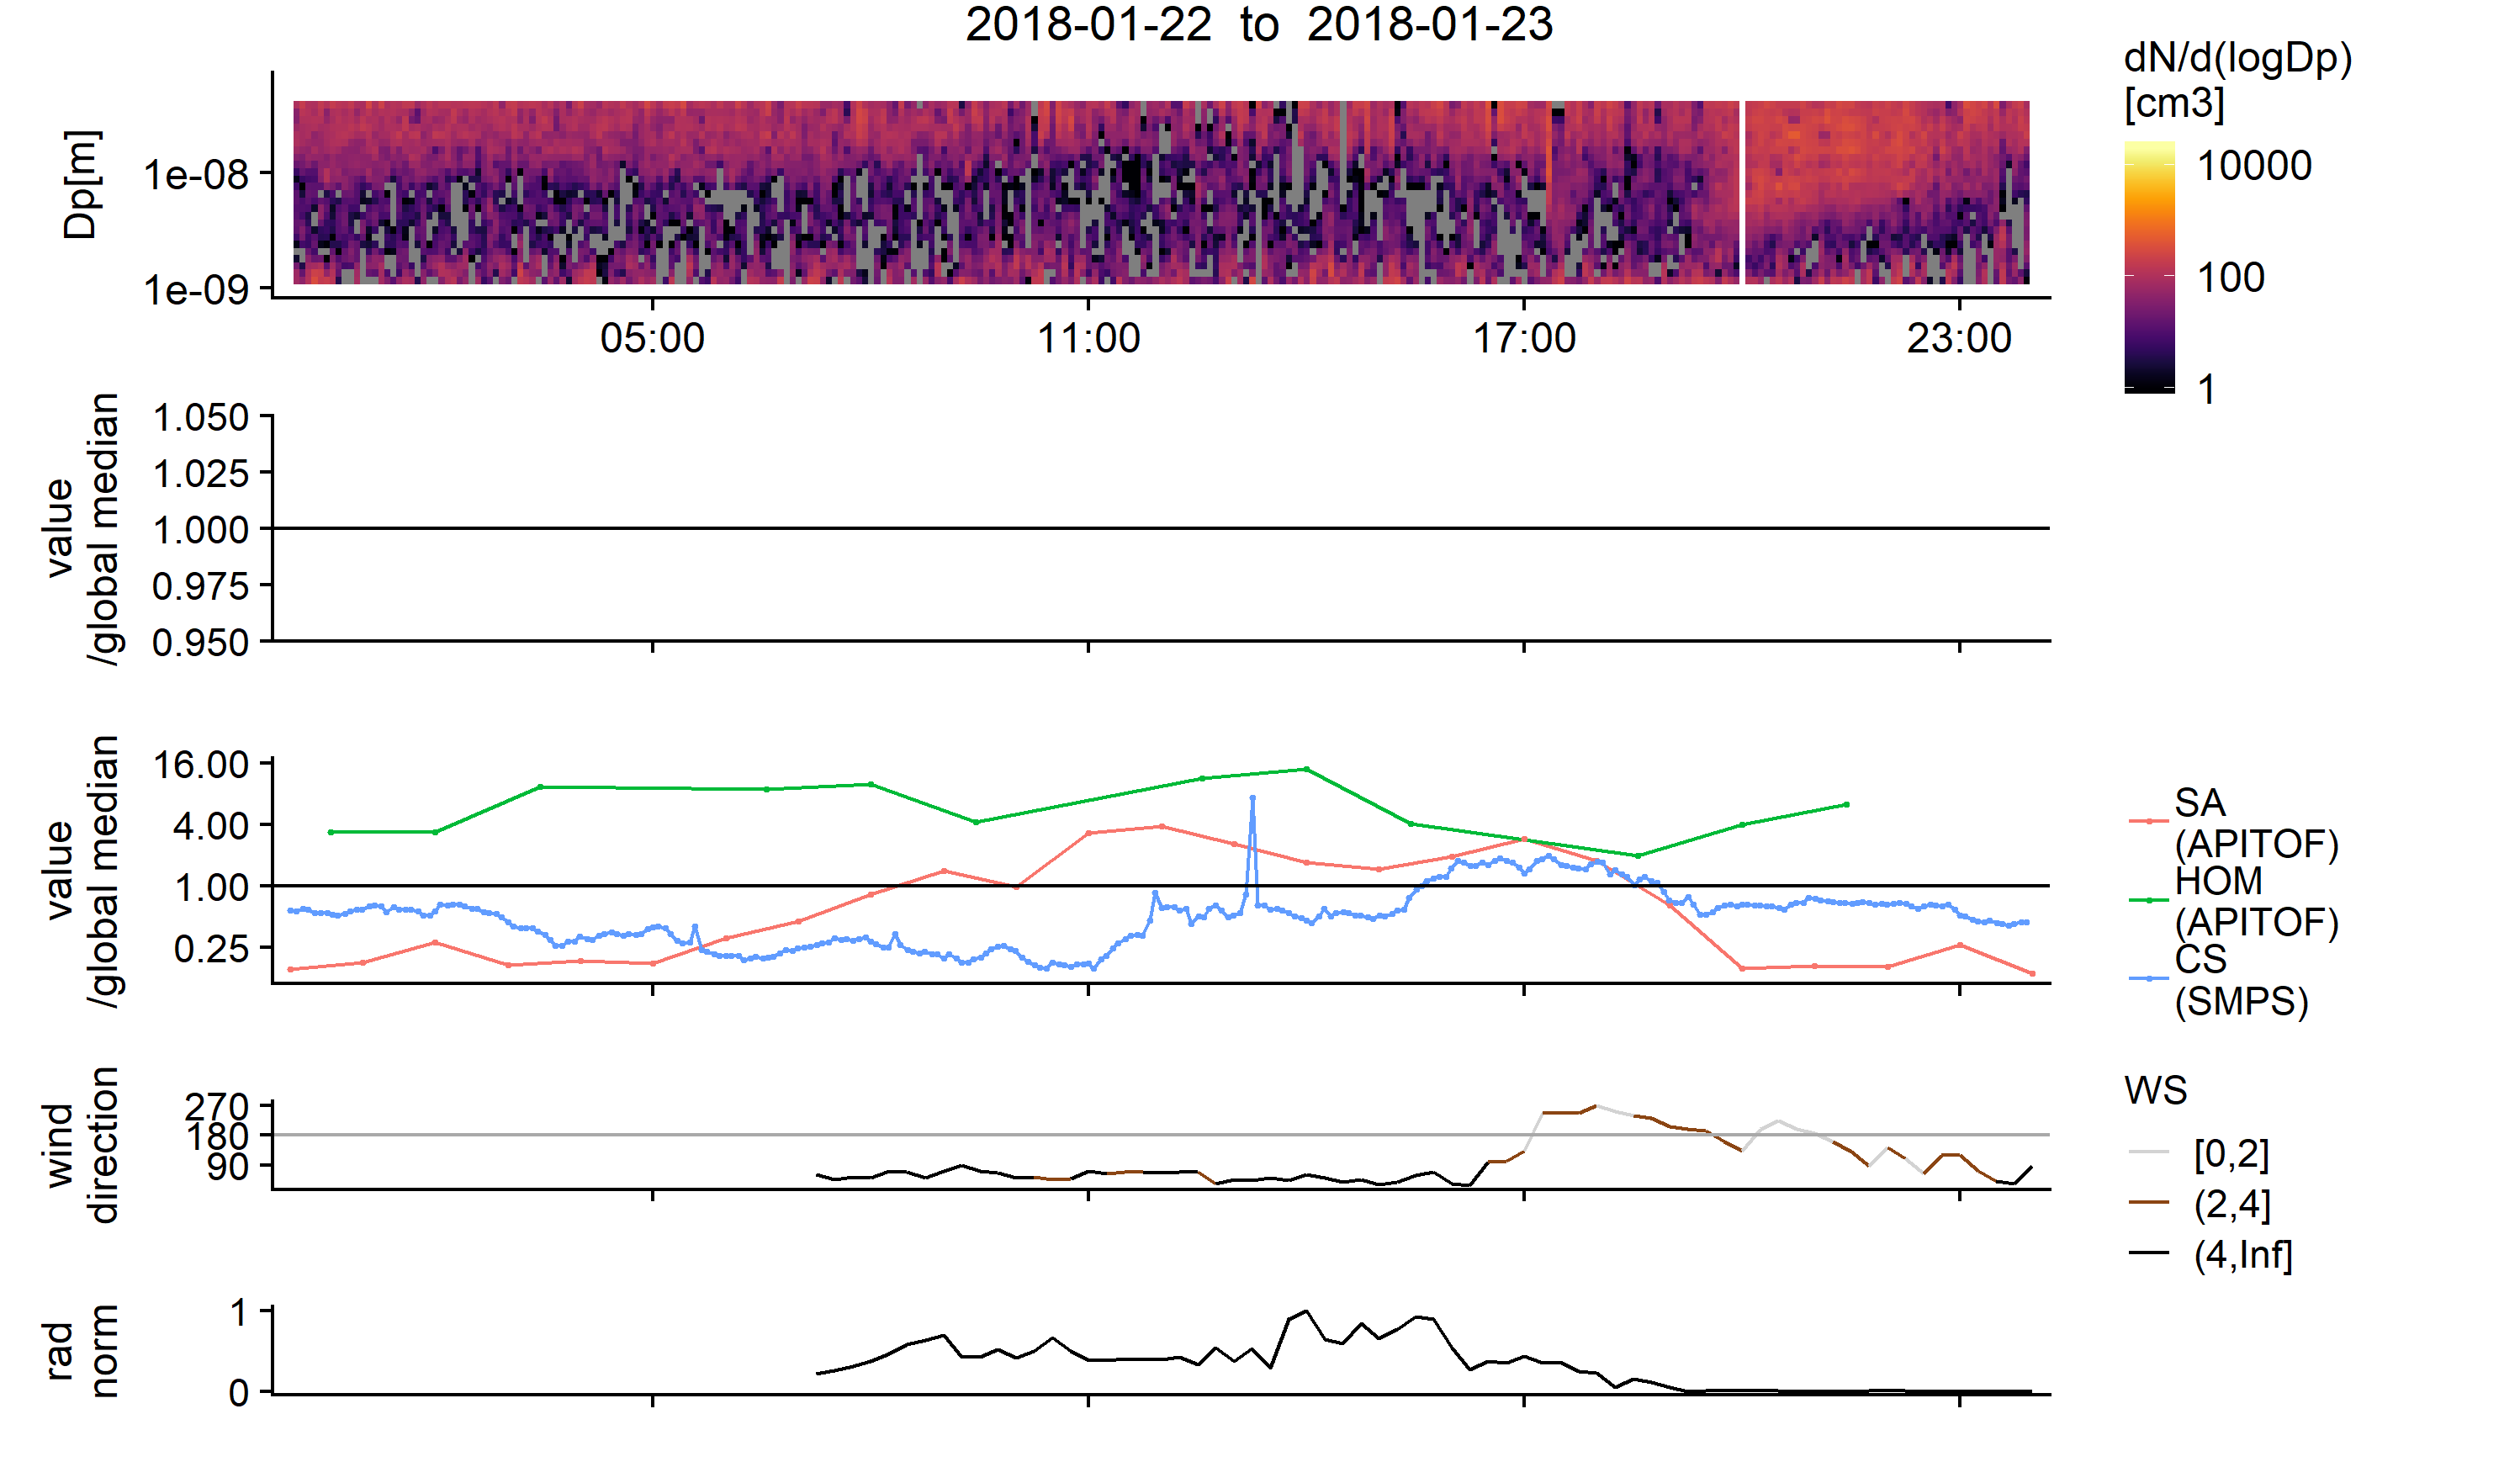 2018-01-22 to 2018-01-23
Dp[m]
1e-08
1e-09
05:00
11:00
17:00
23:00
dN/d(logDp)
[cm3]
10000
100
1
value
/global median
1.050
1.025
1.000
0.975
0.950
value
/global median
16.00
4.00
1.00
0.25
SA
(APITOF)
HOM
(APITOF)
CS
(SMPS)
wind
direction
270
180
90
WS
[0,2]
(2,4]
(4,Inf]
rad
norm
1
0